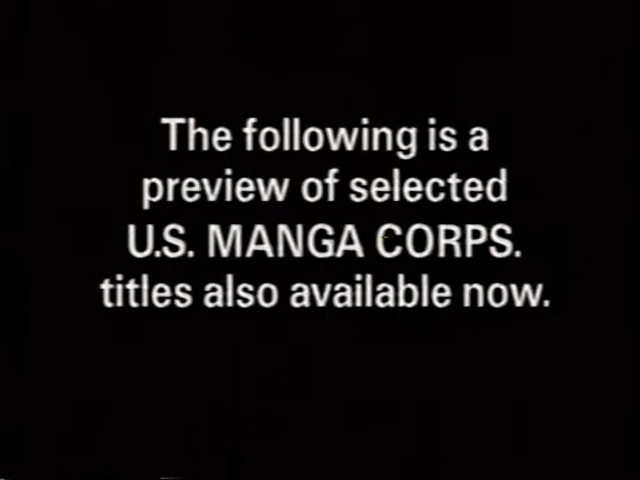 The following is a
preview of selected
U.S. MANGA CORPS.
titles also available now.